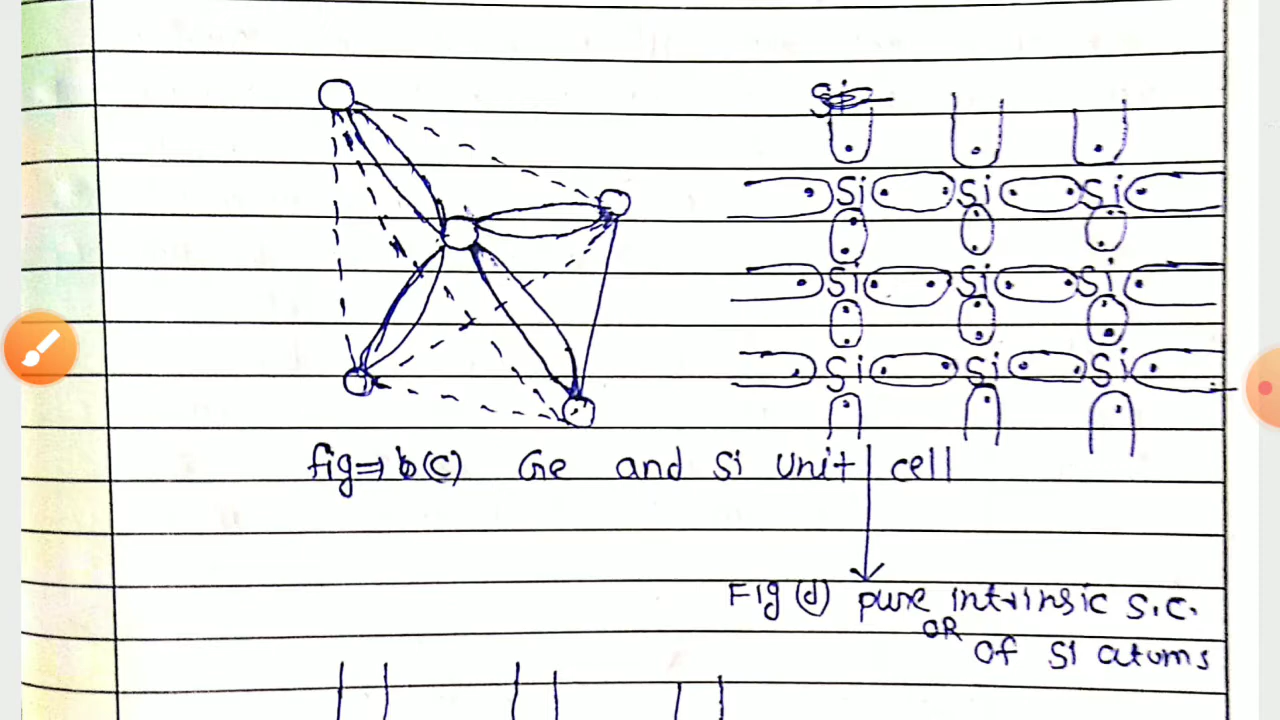 Si
Si Si Si
Si Si Si
Si Si Si
fig⇒ b(c) Ge and Si unit cell
Fig (d) pure intrinsic S.C.
OR
of Si atoms